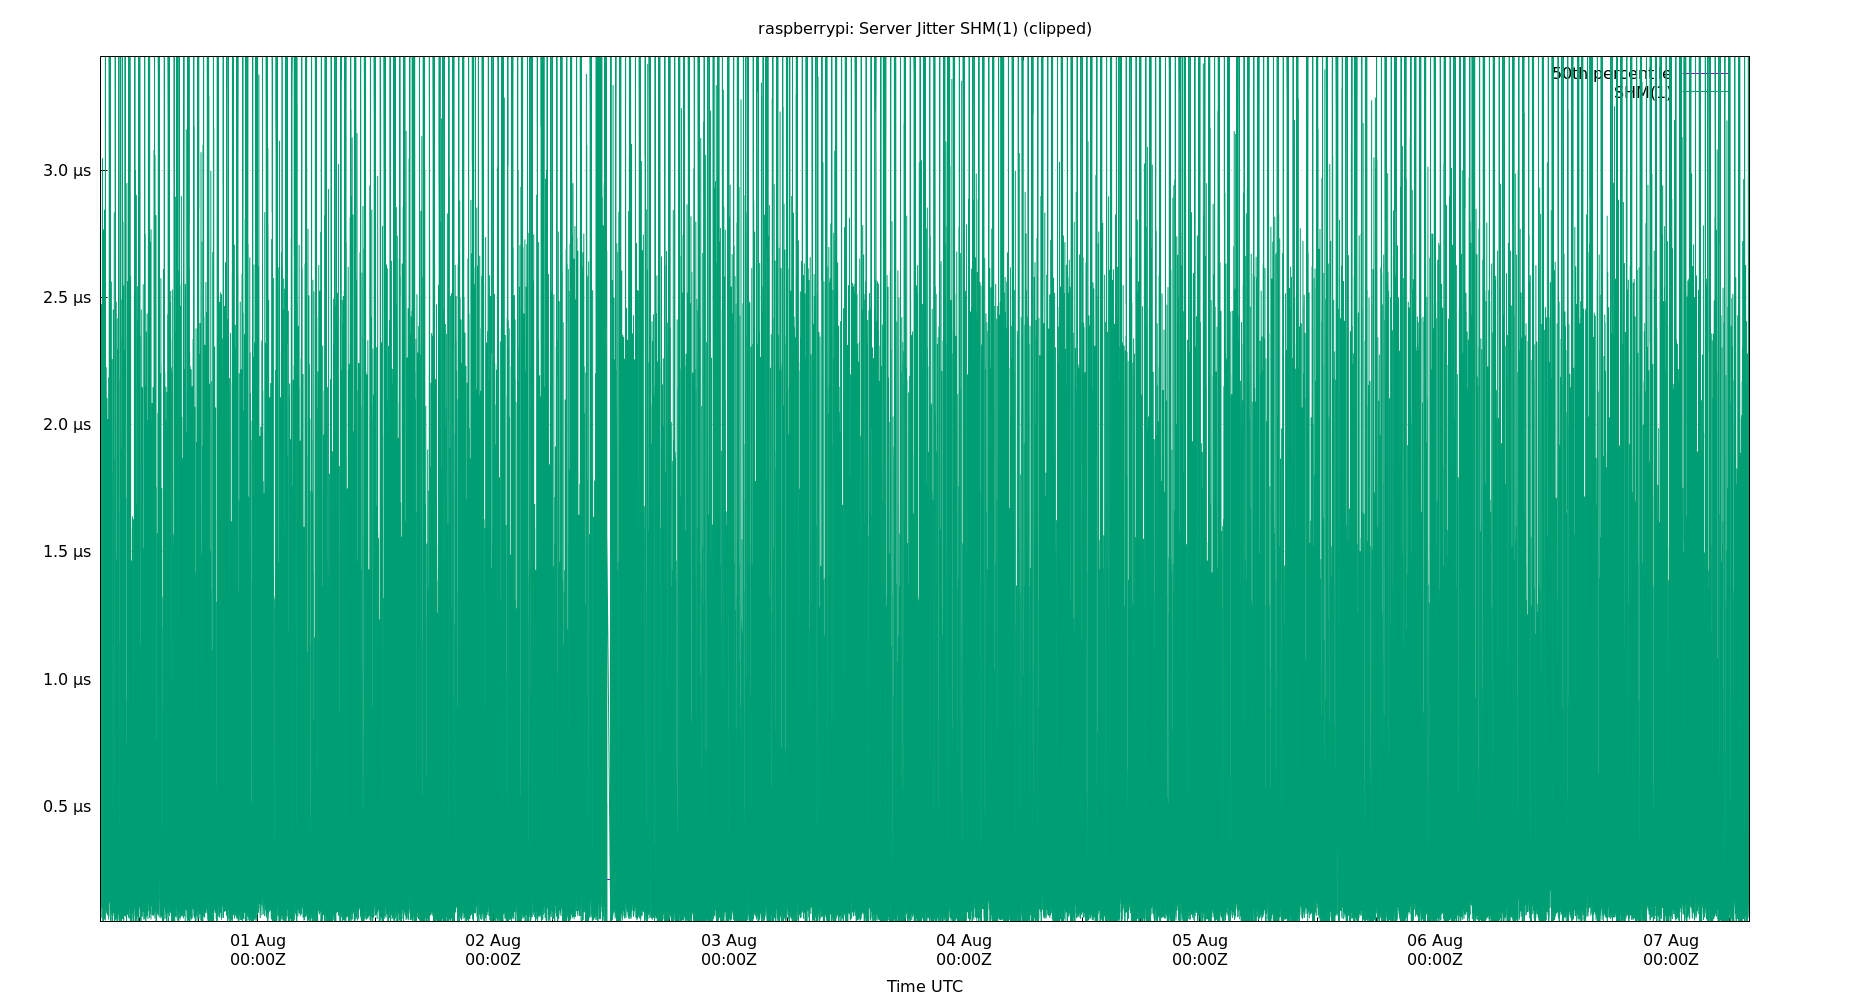 raspberrypi: Server Jitter SHM(1) (clipped)
50th percentile
SHM(1)
3.0 μs
2.5 μs
2.0 μs
1.5 μs
1.0 μs
0.5 μs
01 Aug 02 Aug 03 Aug 04 Aug 05 Aug 06 Aug 07 Aug
00:00Z 00:00Z 00:00Z 00:00Z 00:00Z 00:00Z 00:00Z
Time UTC